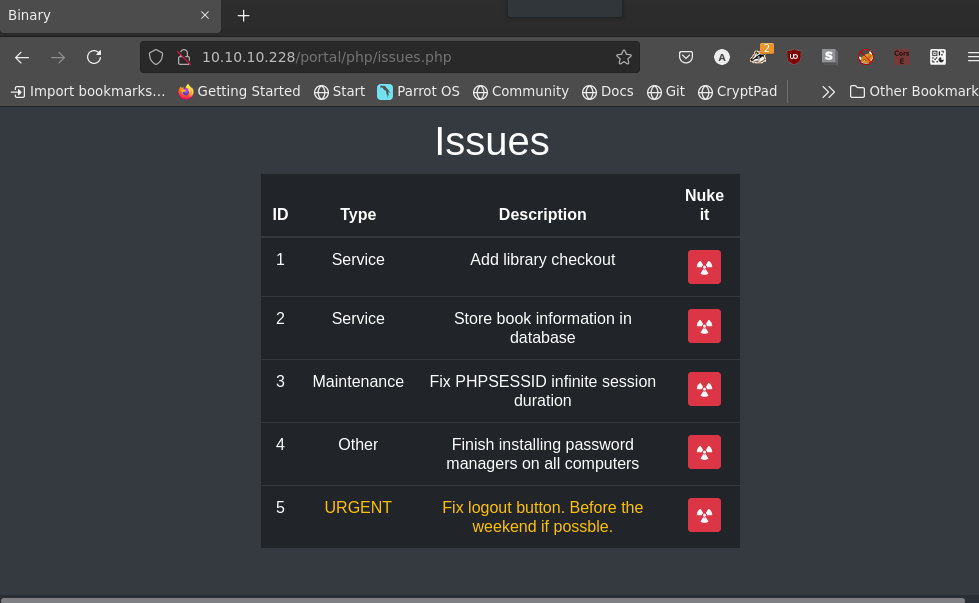 Binary
10.10.10.228/portal/php/issues.php
A
2
UD
S
Import bookmarks...
Getting Started
Start
Parrot OS
Community
Docs
Git
CryptPad
Other Bookmark
Issues
ID Type Description Nuke it
1 Service Add library checkout
2 Service Store book information in
database
3 Maintenance Fix PHPSESSID infinite session
duration
4 Other Finish installing password
managers on all computers
5 URGENT Fix logout button. Before the
weekend if possble.